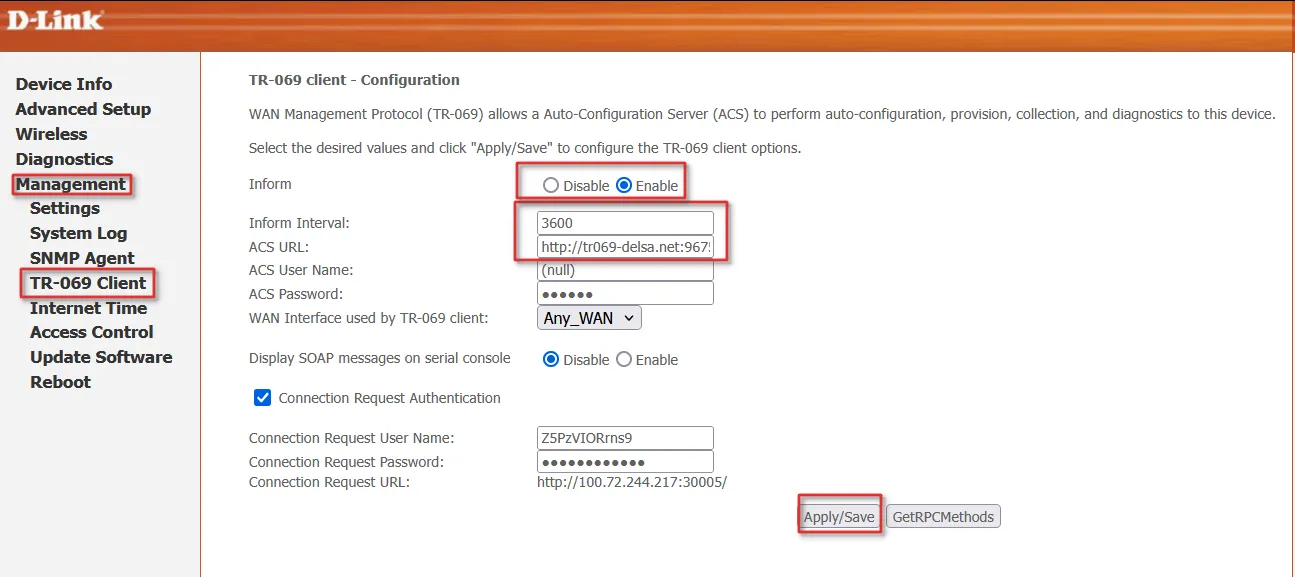 D-Link
Device Info
Advanced Setup
Wireless
Diagnostics
Management
Settings
System Log
SNMP Agent
TR-069 Client
Internet Time
Access Control
Update Software
Reboot
TR-069 client - Configuration
WAN Management Protocol (TR-069) allows a Auto-Configuration Server (ACS) to perform auto-configuration, provision, collection, and diagnostics to this device.
Select the desired values and click "Apply/Save" to configure the TR-069 client options.
Inform Disable Enable
Inform Interval: 3600
ACS URL: http://tr069-delsa.net:967
ACS User Name: (null)
ACS Password: ●●●●●●
WAN Interface used by TR-069 client: Any_WAN
Display SOAP messages on serial console Disable Enable
Connection Request Authentication
Connection Request User Name: Z5PzVIORrns9
Connection Request Password: ●●●●●●●●●●●●
Connection Request URL: http://100.72.244.217:30005/
Apply/Save GetRPCMethods